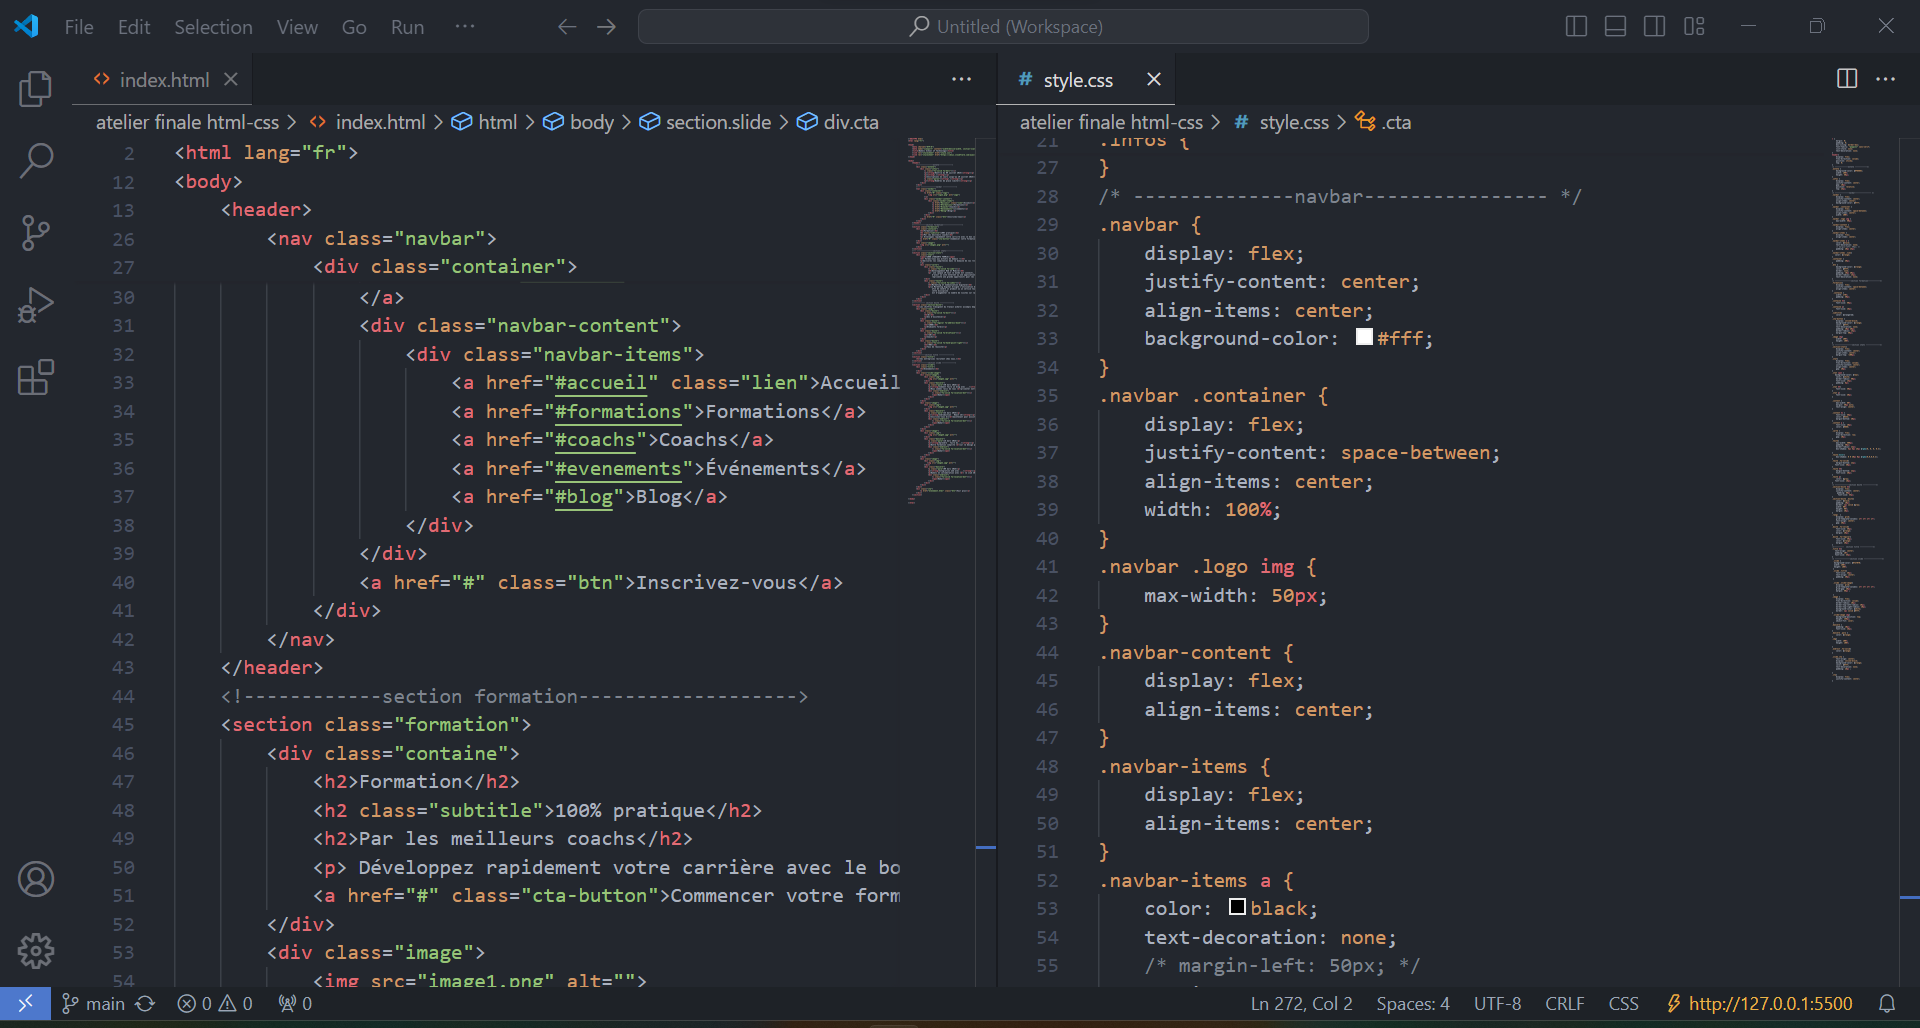 File Edit Selection View Go Run ··· Untitled (Workspace)
index.html
atelier finale html-css > index.html > html > body > section.slide > div.cta
2 <html lang="fr">
12 <body>
13 <header>
26 <nav class="navbar">
27 <div class="container">
30 </a>
31 <div class="navbar-content">
32 <div class="navbar-items">
33 <a href="#accueil" class="lien">Accueil
34 <a href="#formations">Formations</a>
35 <a href="#coachs">Coachs</a>
36 <a href="#evenements">Événements</a>
37 <a href="#blog">Blog</a>
38 </div>
39 </div>
40 <a href="#" class="btn">Inscrivez-vous</a>
41 </div>
42 </nav>
43 </header>
44 <!------------section formation------------------->
45 <section class="formation">
46 <div class="containe">
47 <h2>Formation</h2>
48 <h2 class="subtitle">100% pratique</h2>
49 <h2>Par les meilleurs coachs</h2>
50 <p> Développez rapidement votre carrière avec le bo
51 <a href="#" class="cta-button">Commencer votre form
52 </div>
53 <div class="image">
54 <img src="image1.png" alt="">
# style.css
atelier finale html-css > # style.css > .cta
21 .infos {
27 }
28 /* --------------navbar---------------- */
29 .navbar {
30 display: flex;
31 justify-content: center;
32 align-items: center;
33 background-color: #fff;
34 }
35 .navbar .container {
36 display: flex;
37 justify-content: space-between;
38 align-items: center;
39 width: 100%;
40 }
41 .navbar .logo img {
42 max-width: 50px;
43 }
44 .navbar-content {
45 display: flex;
46 align-items: center;
47 }
48 .navbar-items {
49 display: flex;
50 align-items: center;
51 }
52 .navbar-items a {
53 color: black;
54 text-decoration: none;
55 /* margin-left: 50px; */
main 0 0 0 Ln 272, Col 2 Spaces: 4 UTF-8 CRLF CSS http://127.0.0.1:5500